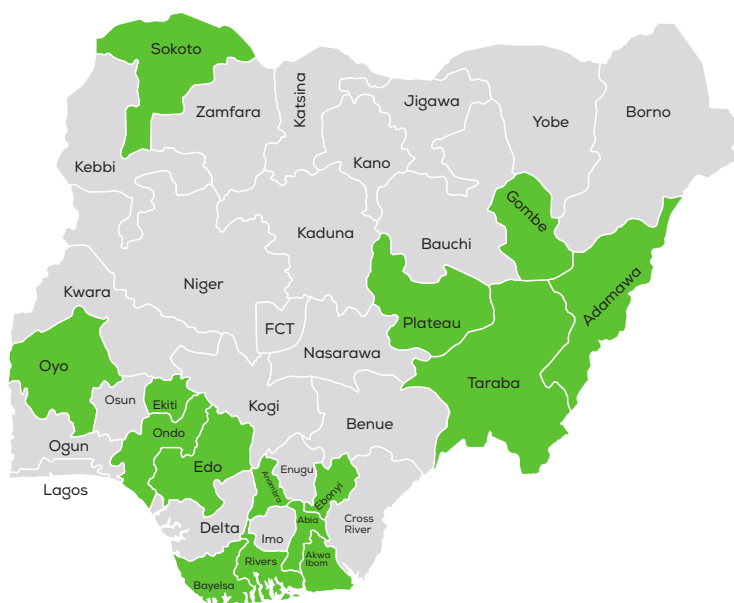 Sokoto
Katsina
Jigawa
Zamfara
Yobe
Borno
Kano
Kebbi
Gombe
Kaduna
Bauchi
Niger
Kwara
Adamawa
FCT
Plateau
Nasarawa
Oyo
Taraba
Osun
Ekiti
Kogi
Benue
Ondo
Ogun
Edo
Enugu
Anambra
Ebonyi
Lagos
Delta
Abia
Cross
River
Imo
Rivers
Akwa
Ibom
Bayelsa